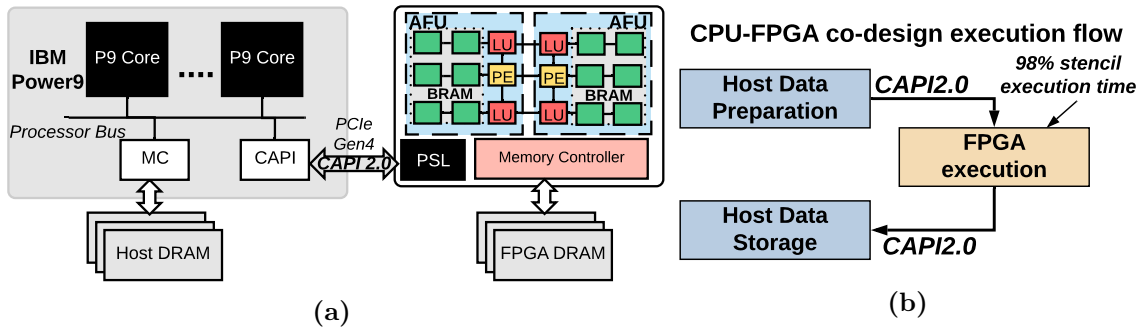 IBM
Power9
P9 Core
P9 Core
Processor Bus
MC
CAPI
PCIe
Gen4
CAPI 2.0
Host DRAM
AFU
AFU
LU
LU
PE
PE
BRAM
BRAM
LU
LU
PSL
Memory Controller
FPGA DRAM
(a)
CPU-FPGA co-design execution flow
98% stencil
execution time
Host Data
Preparation
CAPI2.0
FPGA
execution
Host Data
Storage
CAPI2.0
(b)